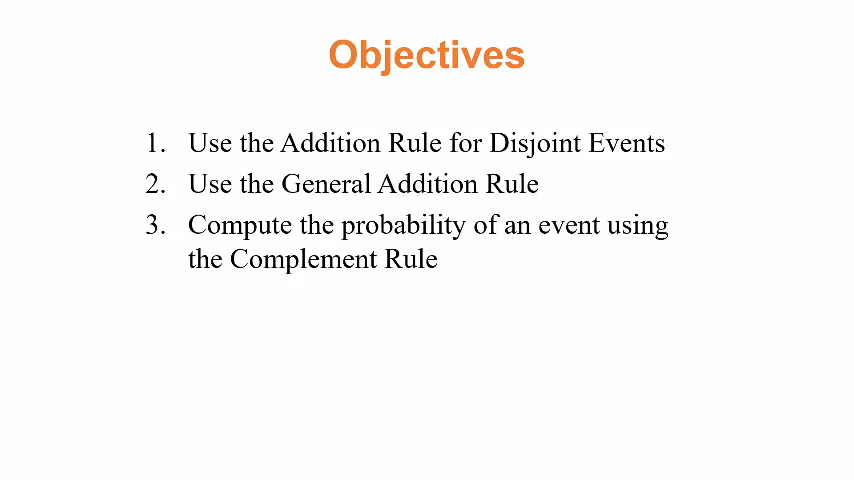 Objectives
1. Use the Addition Rule for Disjoint Events
2. Use the General Addition Rule
3. Compute the probability of an event using
the Complement Rule